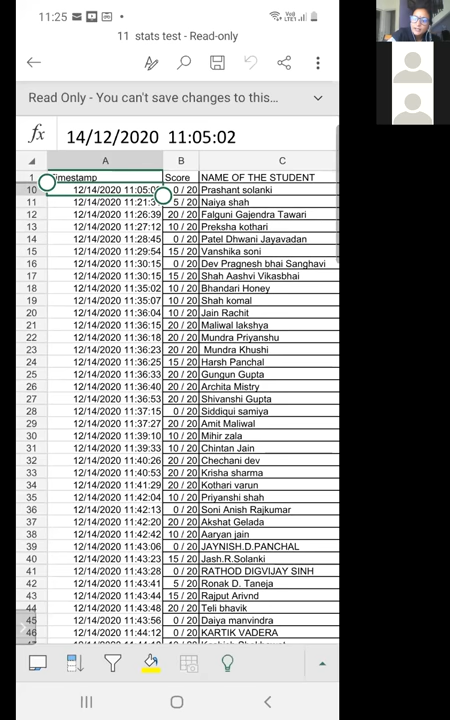 11:25
VoI LTE1
11 stats test - Read-only
Read Only - You can't save changes to this...
fx 14/12/2020 11:05:02
A B C
1 Timestamp Score NAME OF THE STUDENT
10 12/14/2020 11:05:0 0 / 20 Prashant solanki
11 12/14/2020 11:21:3 5 / 20 Naiya shah
12 12/14/2020 11:26:39 20 / 20 Falguni Gajendra Tawari
13 12/14/2020 11:27:12 10 / 20 Preksha kothari
14 12/14/2020 11:28:45 0 / 20 Patel Dhwani Jayavadan
15 12/14/2020 11:29:54 15 / 20 Vanshika soni
16 12/14/2020 11:30:15 0 / 20 Dev Pragnesh bhai Sanghavi
17 12/14/2020 11:30:15 15 / 20 Shah Aashvi Vikasbhai
18 12/14/2020 11:35:02 10 / 20 Bhandari Honey
19 12/14/2020 11:35:07 10 / 20 Shah komal
20 12/14/2020 11:36:04 10 / 20 Jain Rachit
21 12/14/2020 11:36:15 20 / 20 Maliwal lakshya
22 12/14/2020 11:36:18 20 / 20 Mundra Priyanshu
23 12/14/2020 11:36:23 20 / 20 Mundra Khushi
24 12/14/2020 11:36:25 15 / 20 Harsh Panchal
25 12/14/2020 11:36:33 20 / 20 Gungun Gupta
26 12/14/2020 11:36:40 20 / 20 Archita Mistry
27 12/14/2020 11:36:53 20 / 20 Shivanshi Gupta
28 12/14/2020 11:37:15 0 / 20 Siddiqui samiya
29 12/14/2020 11:37:27 20 / 20 Amit Maliwal
30 12/14/2020 11:39:10 10 / 20 Mihir zala
31 12/14/2020 11:39:33 10 / 20 Chintan Jain
32 12/14/2020 11:40:26 20 / 20 Chechani dev
33 12/14/2020 11:40:53 20 / 20 Krisha sharma
34 12/14/2020 11:41:29 20 / 20 Kothari varun
35 12/14/2020 11:42:04 10 / 20 Priyanshi shah
36 12/14/2020 11:42:13 0 / 20 Soni Anish Rajkumar
37 12/14/2020 11:42:20 20 / 20 Akshat Gelada
38 12/14/2020 11:42:42 10 / 20 Aaryan jain
39 12/14/2020 11:43:06 0 / 20 JAYNISH.D.PANCHAL
40 12/14/2020 11:43:23 15 / 20 Jash.R.Solanki
41 12/14/2020 11:43:28 0 / 20 RATHOD DIGVIJAY SINH
42 12/14/2020 11:43:41 5 / 20 Ronak D. Taneja
43 12/14/2020 11:43:44 15 / 20 Rajput Arivnd
44 12/14/2020 11:43:48 20 / 20 Teli bhavik
45 12/14/2020 11:43:56 0 / 20 Daiya manvindra
46 12/14/2020 11:44:12 0 / 20 KARTIK VADERA